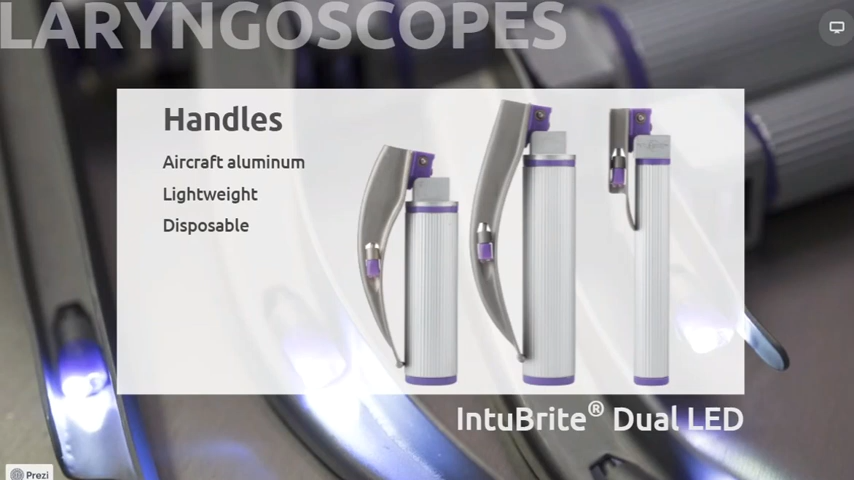 LARYNGOSCOPES
Handles
Aircraft aluminum
Lightweight
Disposable
IntuBrite® Dual LED
Prezi